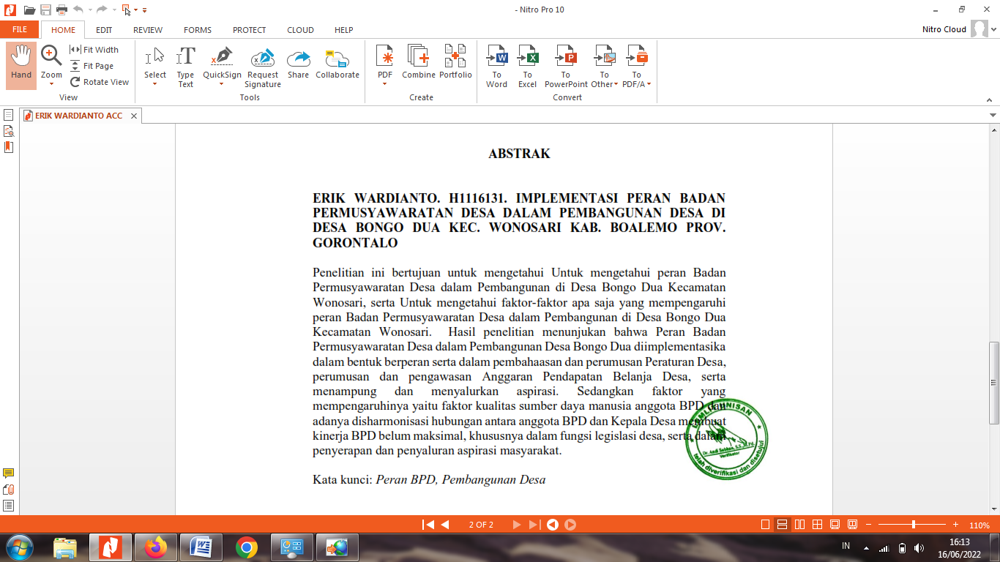 - Nitro Pro 10
FILE HOME EDIT REVIEW FORMS PROTECT CLOUD HELP Nitro Cloud
Hand
Zoom
Fit Width
Fit Page
Rotate View
View
Select
Type Text
QuickSign
Request Signature
Share
Collaborate
Tools
PDF
Combine
Portfolio
Create
To Word
To Excel
To PowerPoint
To Other
To PDF/A
Convert
ERIK WARDIANTO ACC
ABSTRAK
ERIK WARDIANTO. H1116131. IMPLEMENTASI PERAN BADAN
PERMUSYAWARATAN DESA DALAM PEMBANGUNAN DESA DI
DESA BONGO DUA KEC. WONOSARI KAB. BOALEMO PROV.
GORONTALO
Penelitian ini bertujuan untuk mengetahui Untuk mengetahui peran Badan
Permusyawaratan Desa dalam Pembangunan di Desa Bongo Dua Kecamatan
Wonosari, serta Untuk mengetahui faktor-faktor apa saja yang mempengaruhi
peran Badan Permusyawaratan Desa dalam Pembangunan di Desa Bongo Dua
Kecamatan Wonosari. Hasil penelitian menunjukan bahwa Peran Badan
Permusyawaratan Desa dalam Pembangunan Desa Bongo Dua diimplementasika
dalam bentuk berperan serta dalam pembahaasan dan perumusan Peraturan Desa,
perumusan dan pengawasan Anggaran Pendapatan Belanja Desa, serta
menampung dan menyalurkan aspirasi. Sedangkan faktor yang
mempengaruhinya yaitu faktor kualitas sumber daya manusia anggota BPD dan
adanya disharmonisasi hubungan antara anggota BPD dan Kepala Desa membuat
kinerja BPD belum maksimal, khususnya dalam fungsi legislasi desa, serta dalam
penyerapan dan penyaluran aspirasi masyarakat.
Kata kunci: Peran BPD, Pembangunan Desa
Verifikator
telah diverifikasi dan disetujui
2 OF 2
110%
IN
16:13
16/06/2022